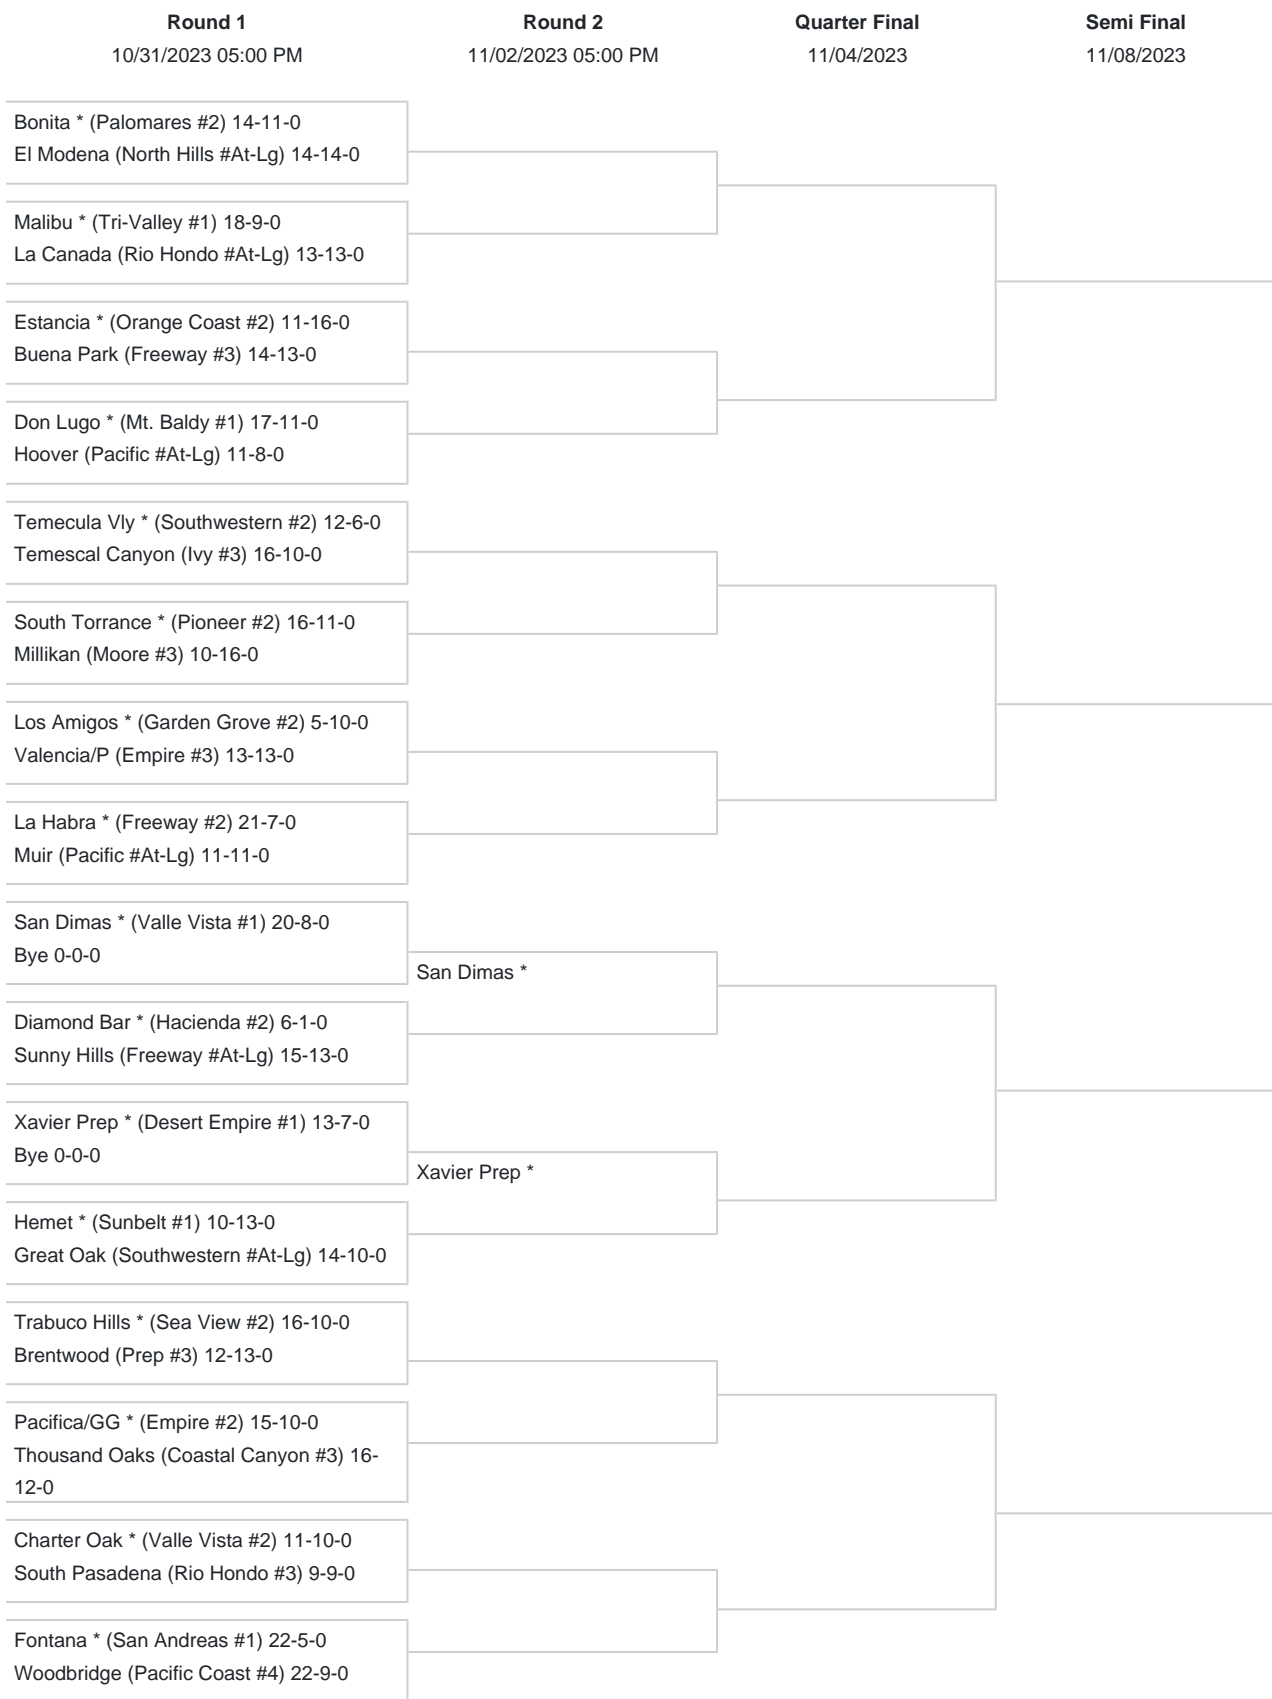 Round 1
Round 2
Quarter Final
Semi Final
10/31/2023 05:00 PM
11/02/2023 05:00 PM
11/04/2023
11/08/2023
Bonita * (Palomares #2) 14-11-0
El Modena (North Hills #At-Lg) 14-14-0
Malibu * (Tri-Valley #1) 18-9-0
La Canada (Rio Hondo #At-Lg) 13-13-0
Estancia * (Orange Coast #2) 11-16-0
Buena Park (Freeway #3) 14-13-0
Don Lugo * (Mt. Baldy #1) 17-11-0
Hoover (Pacific #At-Lg) 11-8-0
Temecula Vly * (Southwestern #2) 12-6-0
Temescal Canyon (Ivy #3) 16-10-0
South Torrance * (Pioneer #2) 16-11-0
Millikan (Moore #3) 10-16-0
Los Amigos * (Garden Grove #2) 5-10-0
Valencia/P (Empire #3) 13-13-0
La Habra * (Freeway #2) 21-7-0
Muir (Pacific #At-Lg) 11-11-0
San Dimas * (Valle Vista #1) 20-8-0
Bye 0-0-0
San Dimas *
Diamond Bar * (Hacienda #2) 6-1-0
Sunny Hills (Freeway #At-Lg) 15-13-0
Xavier Prep * (Desert Empire #1) 13-7-0
Bye 0-0-0
Xavier Prep *
Hemet * (Sunbelt #1) 10-13-0
Great Oak (Southwestern #At-Lg) 14-10-0
Trabuco Hills * (Sea View #2) 16-10-0
Brentwood (Prep #3) 12-13-0
Pacifica/GG * (Empire #2) 15-10-0
Thousand Oaks (Coastal Canyon #3) 16-
12-0
Charter Oak * (Valle Vista #2) 11-10-0
South Pasadena (Rio Hondo #3) 9-9-0
Fontana * (San Andreas #1) 22-5-0
Woodbridge (Pacific Coast #4) 22-9-0